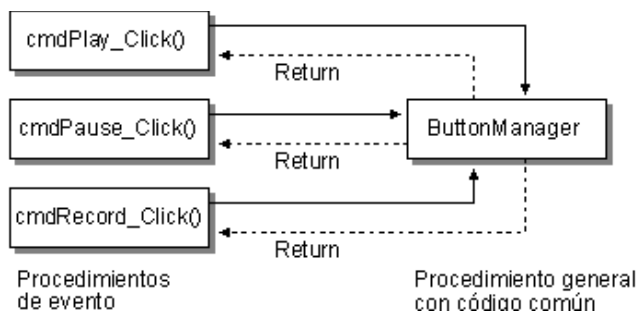 cmdPlay_Click()
Return
cmdPause_Click()
ButtonManager
Return
cmdRecord_Click()
Return
Procedimientos
de evento
Procedimiento general
con código común